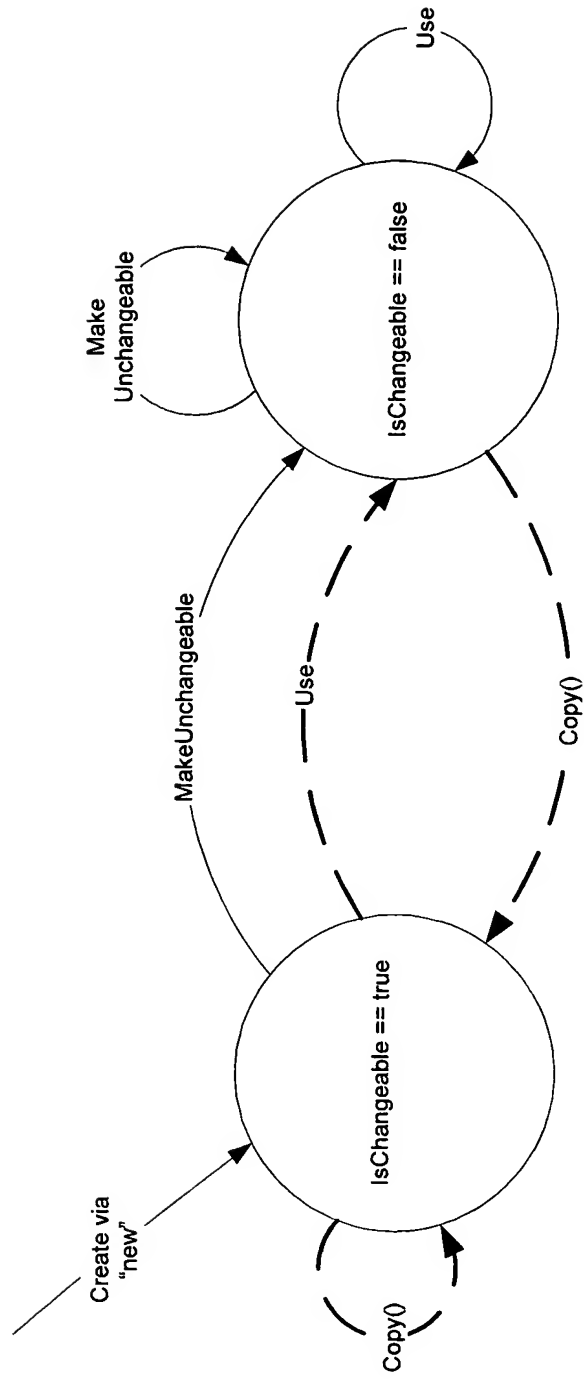 Create via
“new”
Copy()
IsChangeable == true
MakeUnchangeable
Use
Copy()
Make
Unchangeable
IsChangeable == false
Use